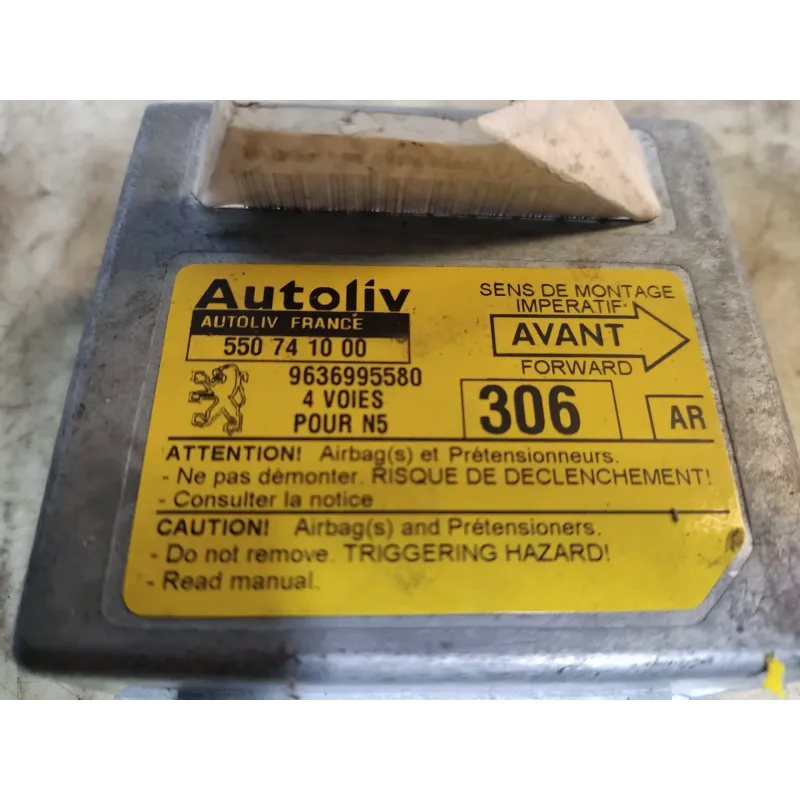 Autoliv
AUTOLIV FRANCE
550 74 10 00
9636995580
4 VOIES
POUR N5
SENS DE MONTAGE
IMPERATIF
AVANT
FORWARD
306
AR
ATTENTION! Airbag(s) et Prétensionneurs.
- Ne pas démonter. RISQUE DE DECLENCHEMENT!
- Consulter la notice
CAUTION! Airbag(s) and Prétensioners.
- Do not remove. TRIGGERING HAZARD!
- Read manual.